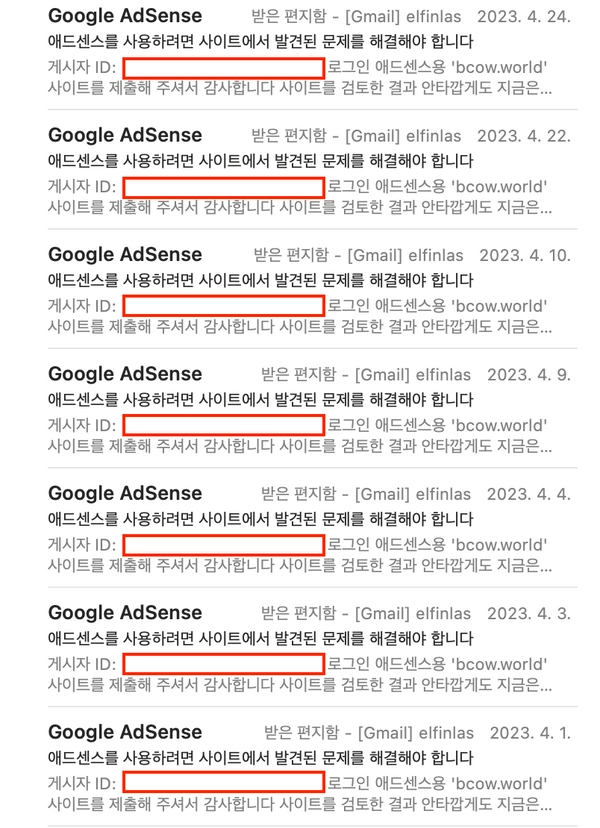 Google AdSense 받은 편지함 - [Gmail] elfinlas 2023. 4. 24.
애드센스를 사용하려면 사이트에서 발견된 문제를 해결해야 합니다
게시자 ID: 로그인 애드센스용 'bcow.world'
사이트를 제출해 주셔서 감사합니다 사이트를 검토한 결과 안타깝게도 지금은...
Google AdSense 받은 편지함 - [Gmail] elfinlas 2023. 4. 22.
애드센스를 사용하려면 사이트에서 발견된 문제를 해결해야 합니다
게시자 ID: 로그인 애드센스용 'bcow.world'
사이트를 제출해 주셔서 감사합니다 사이트를 검토한 결과 안타깝게도 지금은...
Google AdSense 받은 편지함 - [Gmail] elfinlas 2023. 4. 10.
애드센스를 사용하려면 사이트에서 발견된 문제를 해결해야 합니다
게시자 ID: 로그인 애드센스용 'bcow.world'
사이트를 제출해 주셔서 감사합니다 사이트를 검토한 결과 안타깝게도 지금은...
Google AdSense 받은 편지함 - [Gmail] elfinlas 2023. 4. 9.
애드센스를 사용하려면 사이트에서 발견된 문제를 해결해야 합니다
게시자 ID: 로그인 애드센스용 'bcow.world'
사이트를 제출해 주셔서 감사합니다 사이트를 검토한 결과 안타깝게도 지금은...
Google AdSense 받은 편지함 - [Gmail] elfinlas 2023. 4. 4.
애드센스를 사용하려면 사이트에서 발견된 문제를 해결해야 합니다
게시자 ID: 로그인 애드센스용 'bcow.world'
사이트를 제출해 주셔서 감사합니다 사이트를 검토한 결과 안타깝게도 지금은...
Google AdSense 받은 편지함 - [Gmail] elfinlas 2023. 4. 3.
애드센스를 사용하려면 사이트에서 발견된 문제를 해결해야 합니다
게시자 ID: 로그인 애드센스용 'bcow.world'
사이트를 제출해 주셔서 감사합니다 사이트를 검토한 결과 안타깝게도 지금은...
Google AdSense 받은 편지함 - [Gmail] elfinlas 2023. 4. 1.
애드센스를 사용하려면 사이트에서 발견된 문제를 해결해야 합니다
게시자 ID: 로그인 애드센스용 'bcow.world'
사이트를 제출해 주셔서 감사합니다 사이트를 검토한 결과 안타깝게도 지금은...